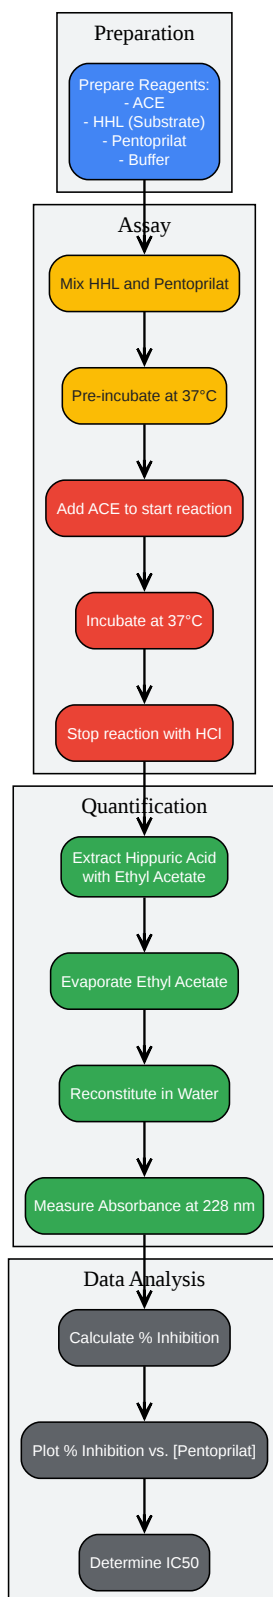 Preparation
Prepare Reagents:
- ACE
- HHL (Substrate)
- Pentoprilat
- Buffer
Assay
Mix HHL and Pentoprilat
Pre-incubate at 37°C
Add ACE to start reaction
Incubate at 37°C
Stop reaction with HCl
Quantification
Extract Hippuric Acid
with Ethyl Acetate
Evaporate Ethyl Acetate
Reconstitute in Water
Measure Absorbance at 228 nm
Data Analysis
Calculate % Inhibition
Plot % Inhibition vs. [Pentoprilat]
Determine IC50